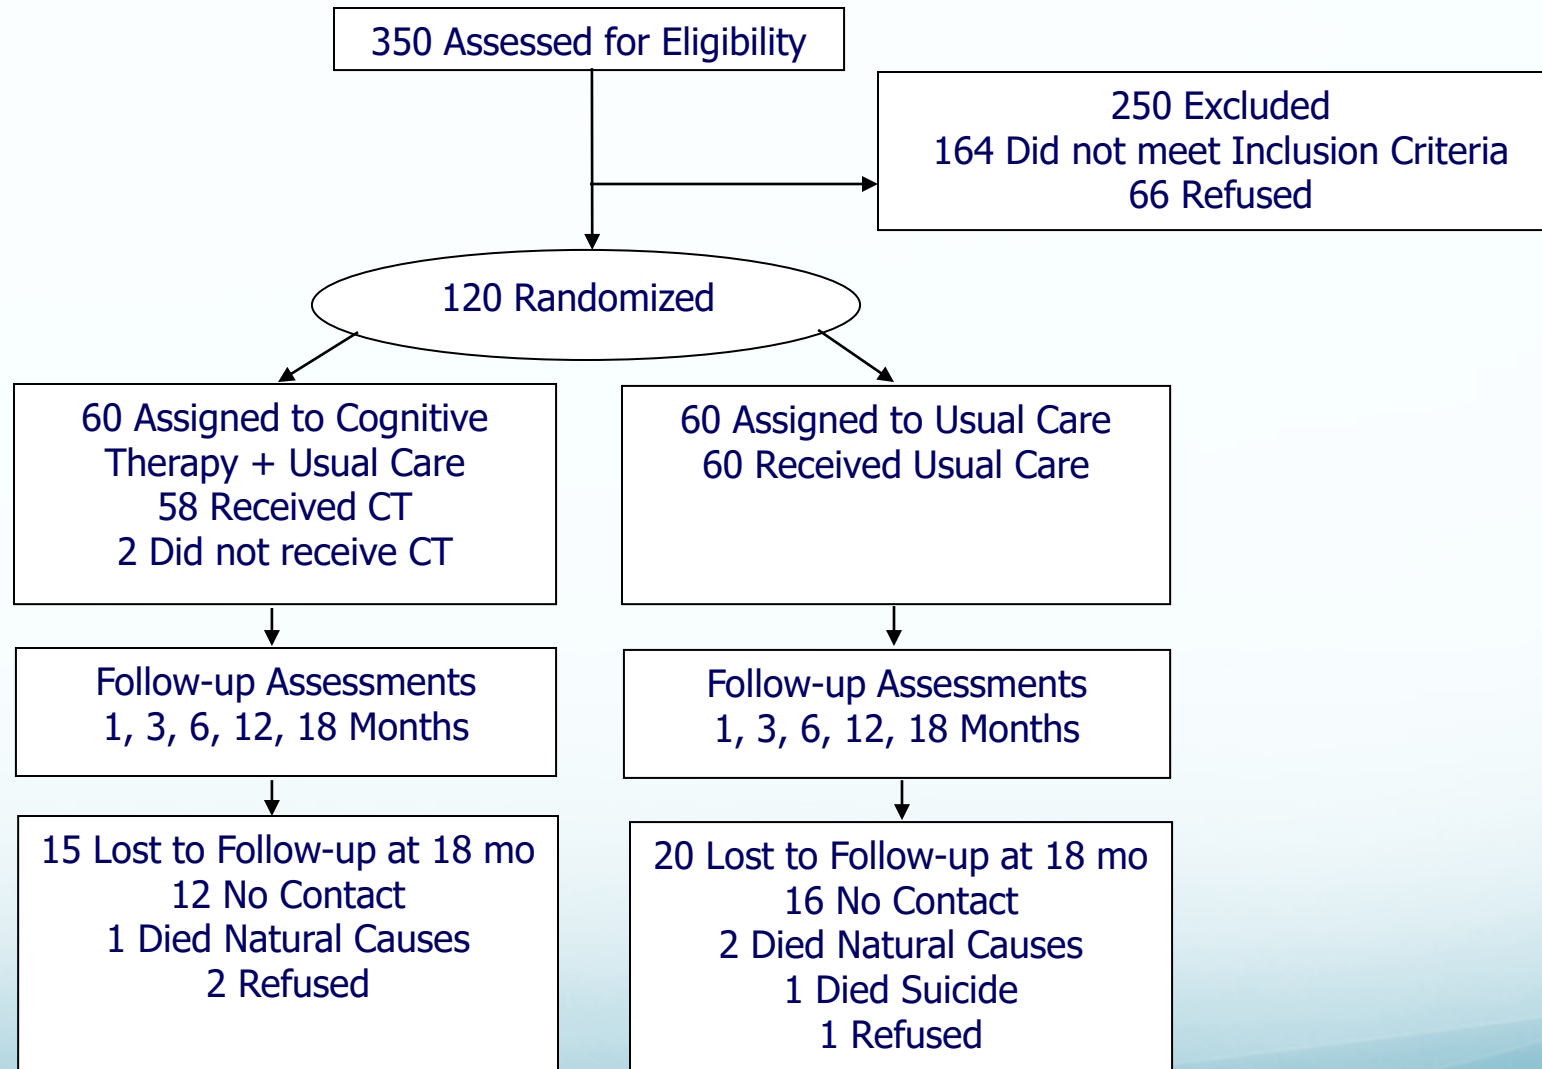 350 Assessed for Eligibility
250 Excluded
164 Did not meet Inclusion Criteria
66 Refused
120 Randomized
60 Assigned to Cognitive
Therapy + Usual Care
58 Received CT
2 Did not receive CT
60 Assigned to Usual Care
60 Received Usual Care
Follow-up Assessments
1, 3, 6, 12, 18 Months
Follow-up Assessments
1, 3, 6, 12, 18 Months
15 Lost to Follow-up at 18 mo
12 No Contact
1 Died Natural Causes
2 Refused
20 Lost to Follow-up at 18 mo
16 No Contact
2 Died Natural Causes
1 Died Suicide
1 Refused